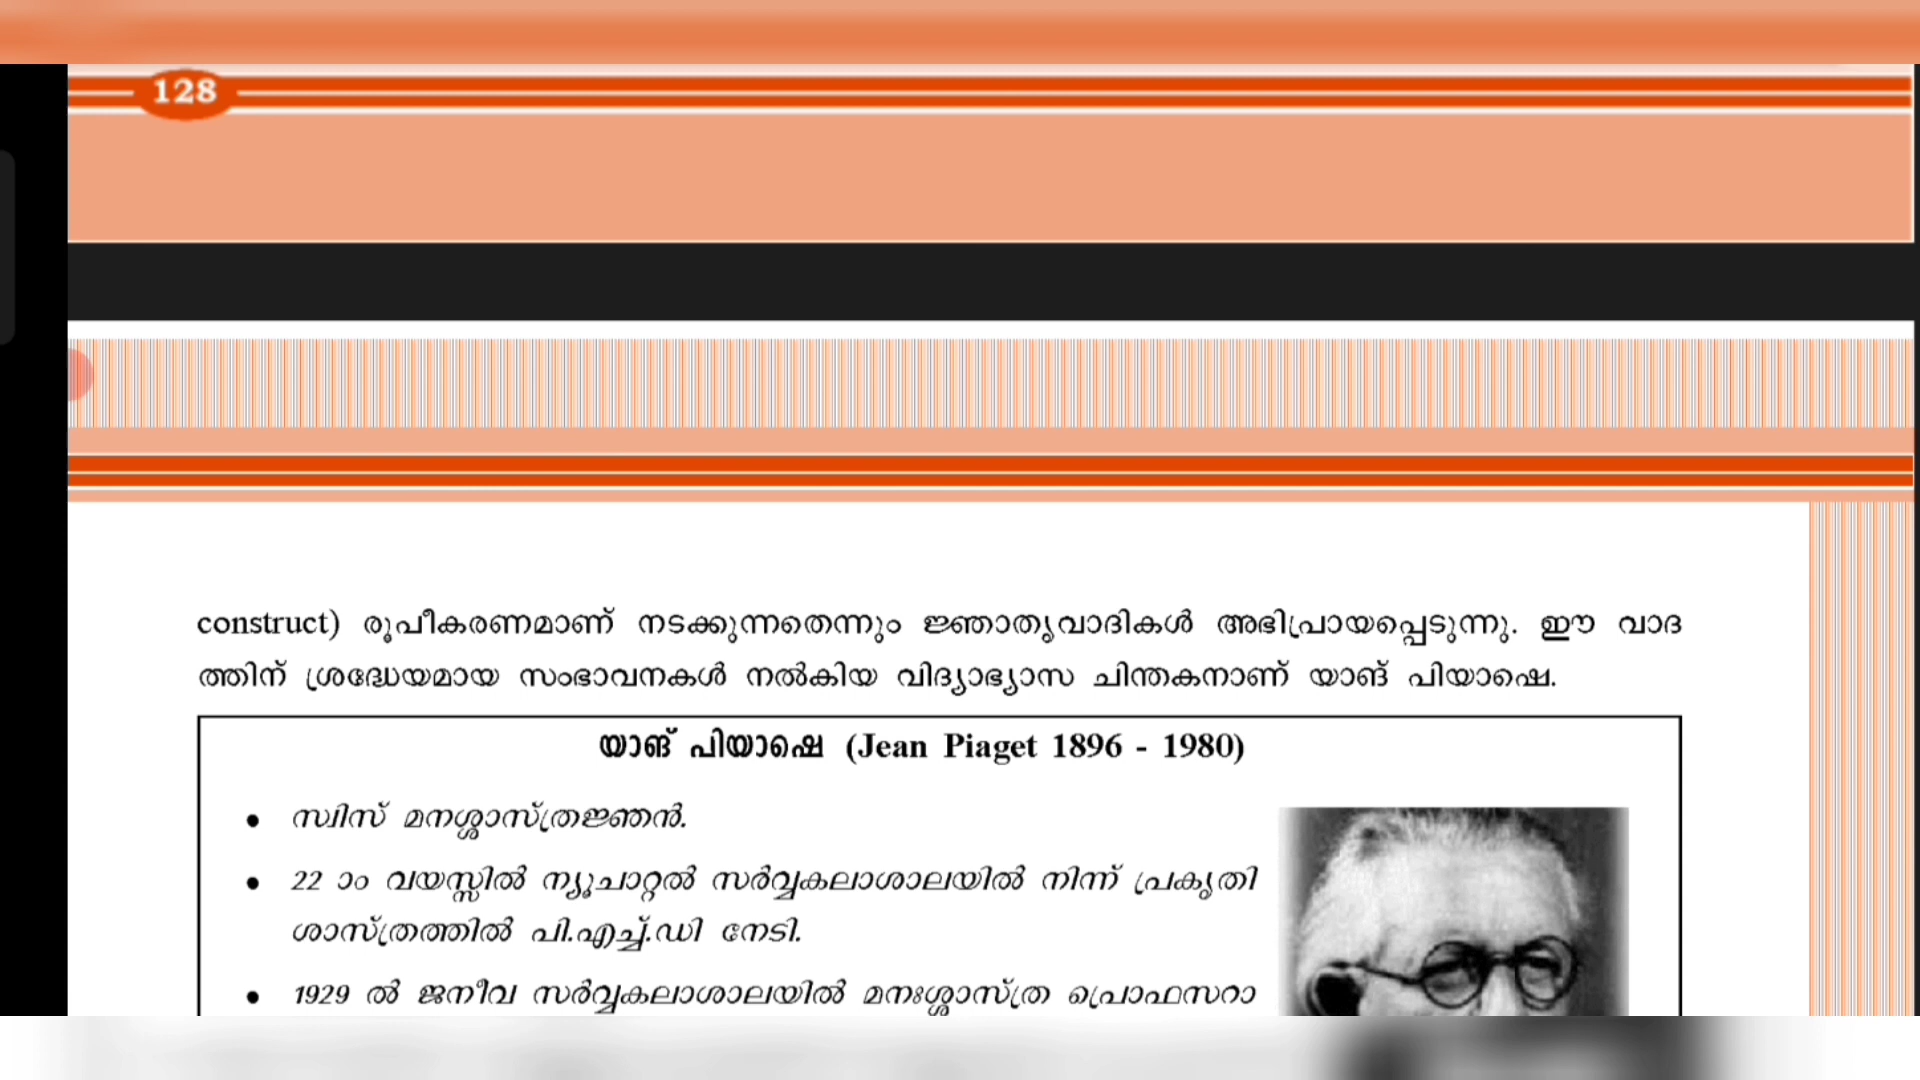 128
construct) രൂപീകരണമാണ് നടക്കുന്നതെന്നും ജ്ഞാതൃവാദികൾ അഭിപ്രായപ്പെടുന്നു. ഈ വാദ
ത്തിന് ശ്രദ്ധേയമായ സംഭാവനകൾ നൽകിയ വിദ്യാഭ്യാസ ചിന്തകനാണ് യാങ് പിയാഷെ.
യാങ് പിയാഷെ (Jean Piaget 1896 - 1980)
• സ്വിസ് മനശ്ശാസ്ത്രജ്ഞൻ.
• 22 ാം വയസ്സിൽ ന്യൂചാറ്റൽ സർവ്വകലാശാലയിൽ നിന്ന് പ്രകൃതി
ശാസ്ത്രത്തിൽ പി.എച്ച്.ഡി നേടി.
• 1929 ൽ ജനീവ സർവ്വകലാശാലയിൽ മനഃശ്ശാസ്ത്ര പ്രൊഫസറാ